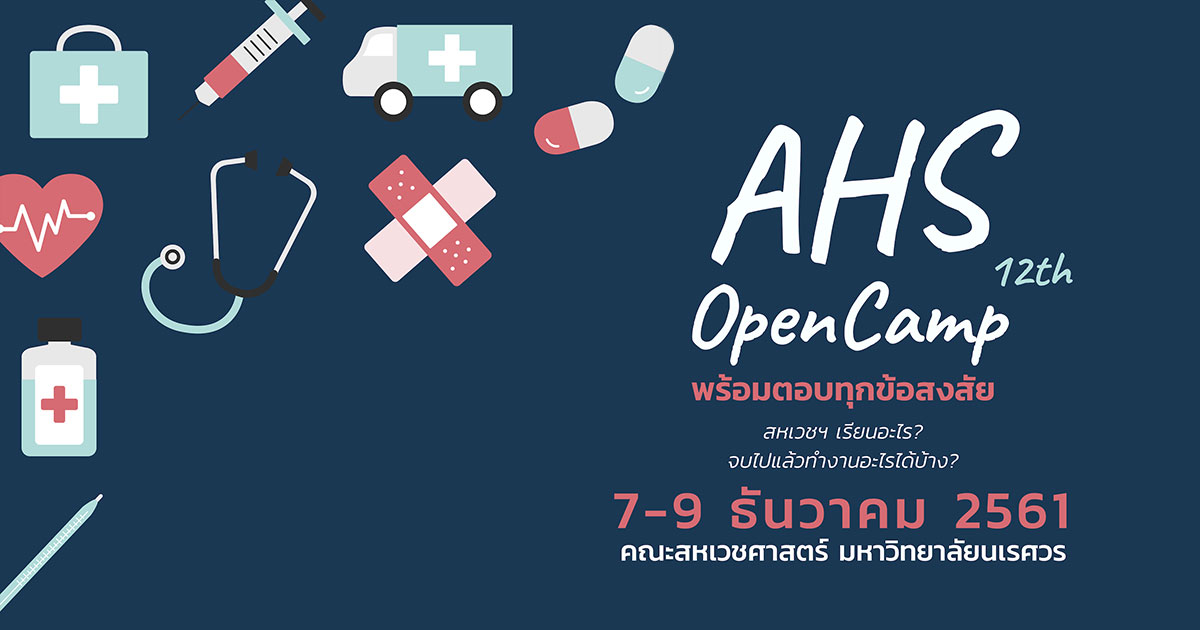 AHS
12th
OpenCamp
พร้อมตอบทุกข้อสงสัย
สหเวชฯ เรียนอะไร?
จบไปแล้วทำงานอะไรได้บ้าง?
7-9 ธันวาคม 2561
คณะสหเวชศาสตร์ มหาวิทยาลัยนเรศวร